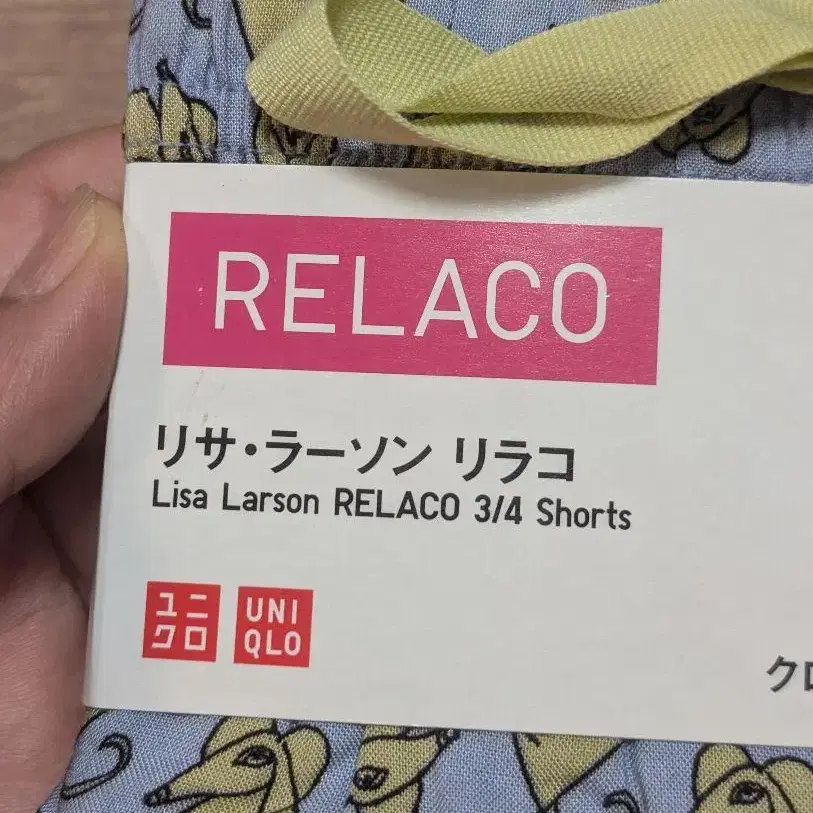 RELACO
リサ・ラーソン リラコ
Lisa Larson RELACO 3/4 Shorts
ユニ
クロ
UNI
QLO